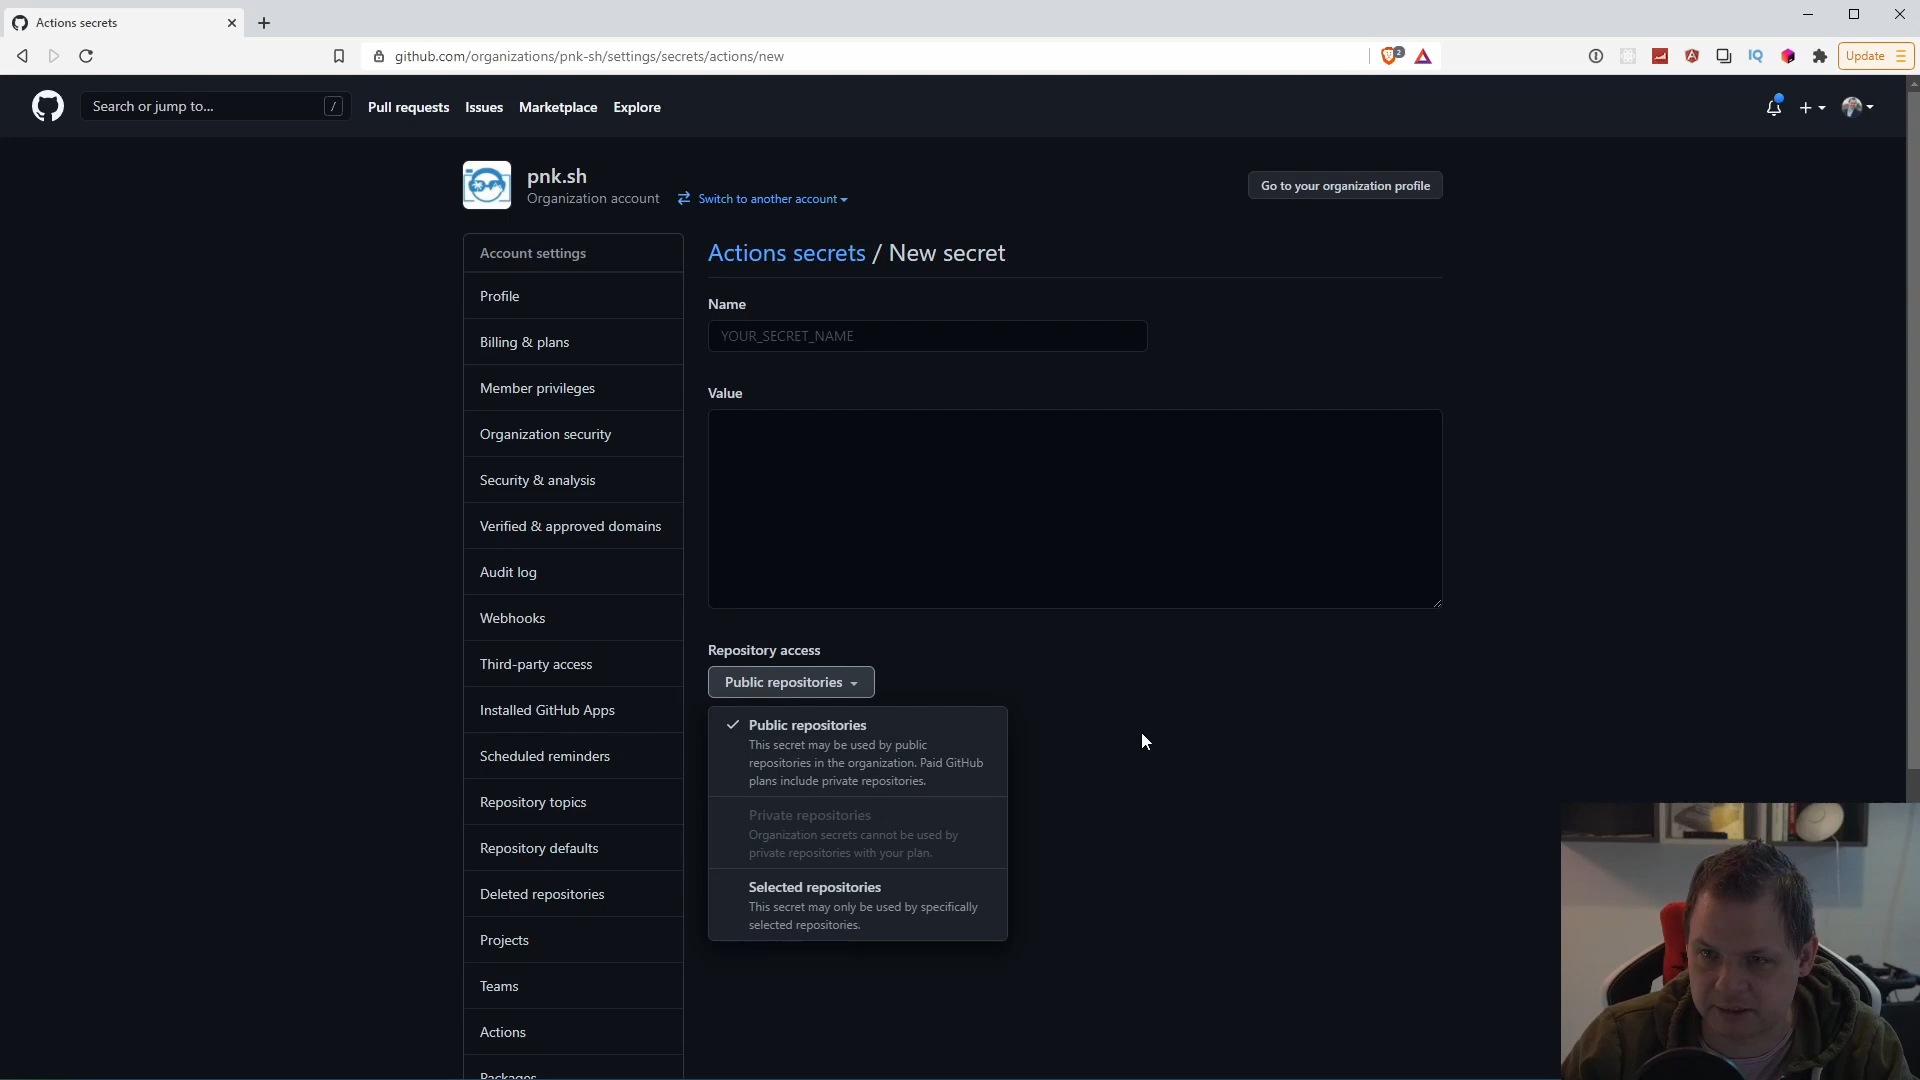 Actions secrets
github.com/organizations/pnk-sh/settings/secrets/actions/new
2
IQ
Update
Search or jump to...
/
Pull requests
Issues
Marketplace
Explore
pnk.sh
Organization account
Switch to another account
Go to your organization profile
Account settings
Profile
Billing & plans
Member privileges
Organization security
Security & analysis
Verified & approved domains
Audit log
Webhooks
Third-party access
Installed GitHub Apps
Scheduled reminders
Repository topics
Repository defaults
Deleted repositories
Projects
Teams
Actions
Packages
Actions secrets / New secret
Name
YOUR_SECRET_NAME
Value
Repository access
Public repositories
Public repositories
This secret may be used by public
repositories in the organization. Paid GitHub
plans include private repositories.
Private repositories
Organization secrets cannot be used by
private repositories with your plan.
Selected repositories
This secret may only be used by specifically
selected repositories.